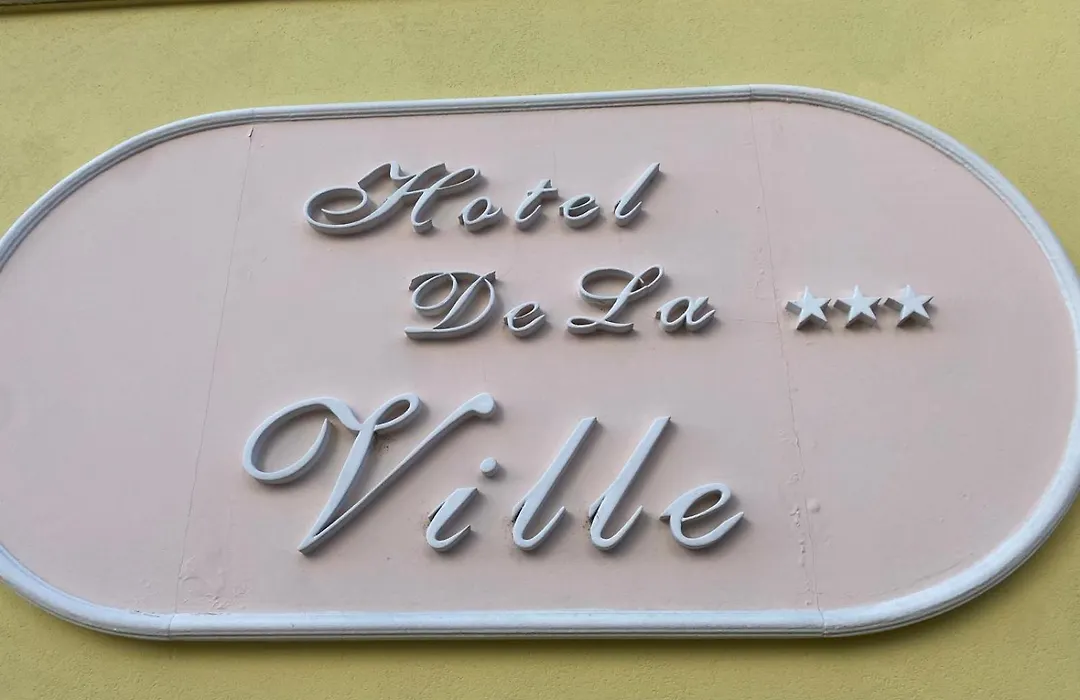 Hotel
De La ★★★
Ville